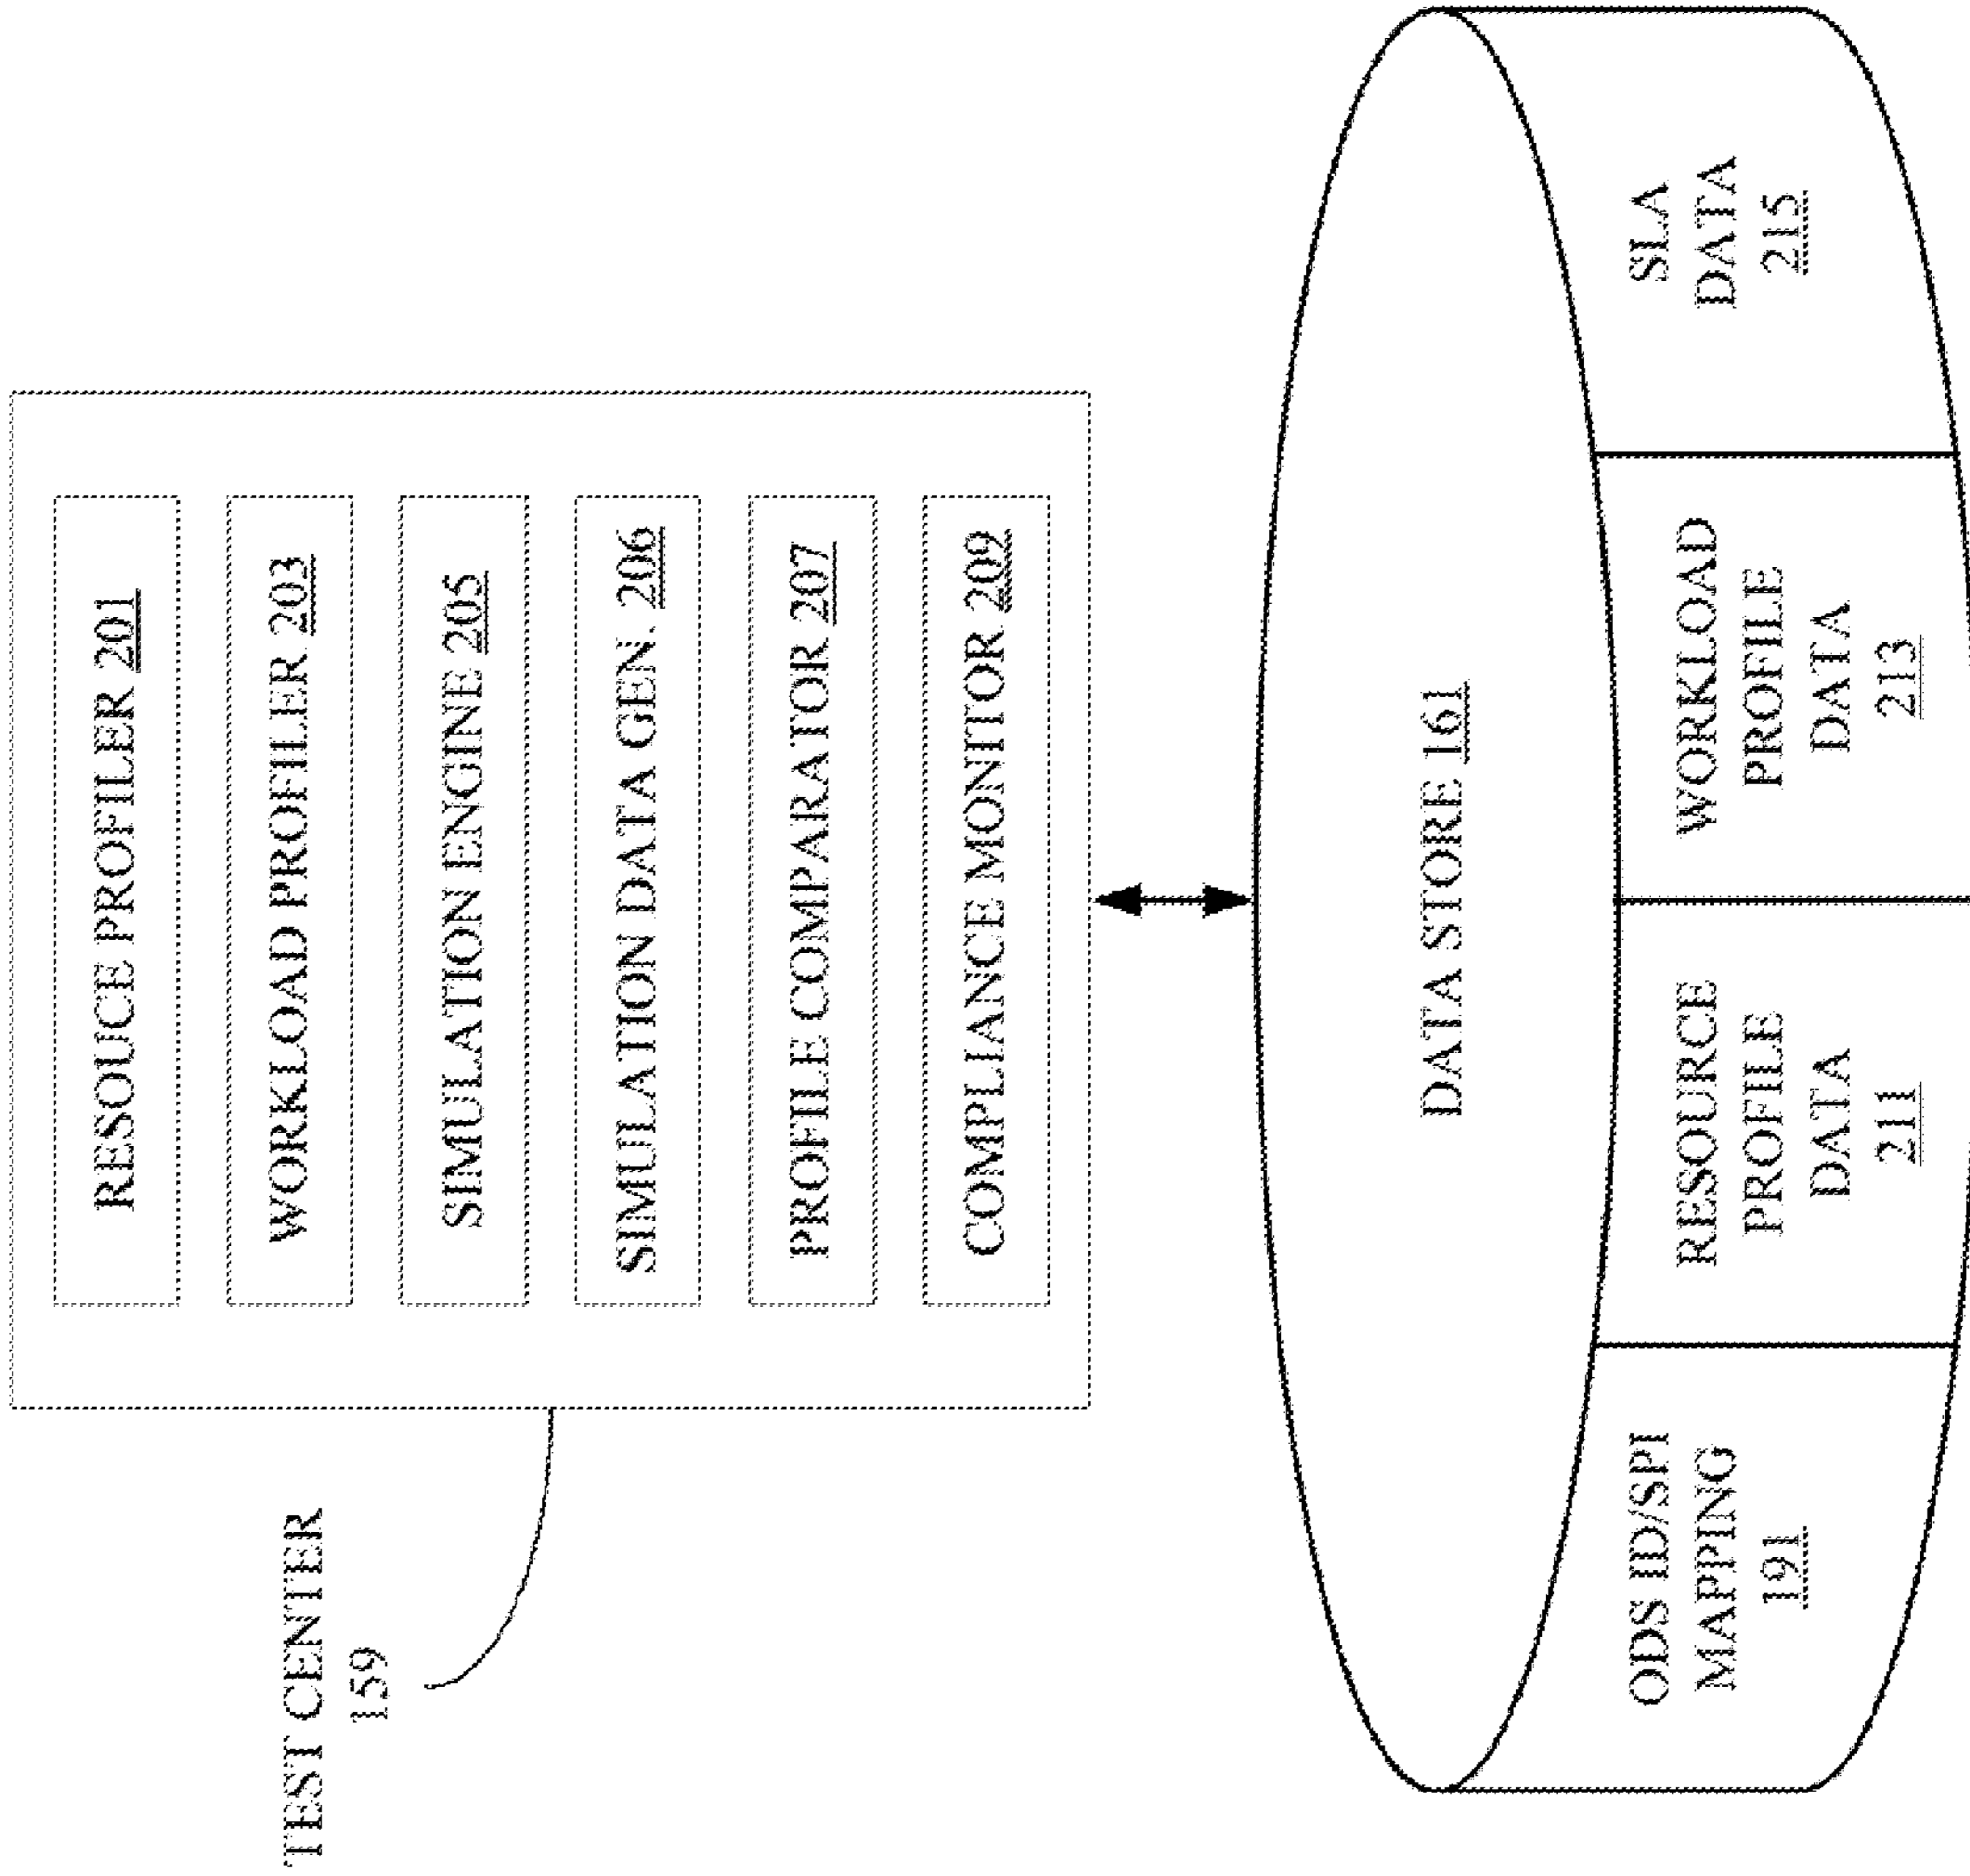 TEST CENTER
159
RESOUCE PROFILER 201
WORKLOAD PROFILER 203
SIMULATION ENGINE 205
SIMULATION DATA GEN. 206
PROFILE COMPARATOR 207
COMPLIANCE MONITOR 209
DATA STORE 161
ODS ID/SPI
MAPPING
191
RESOURCE
PROFILE
DATA
211
WORKLOAD
PROFILE
DATA
213
SLA
DATA
215